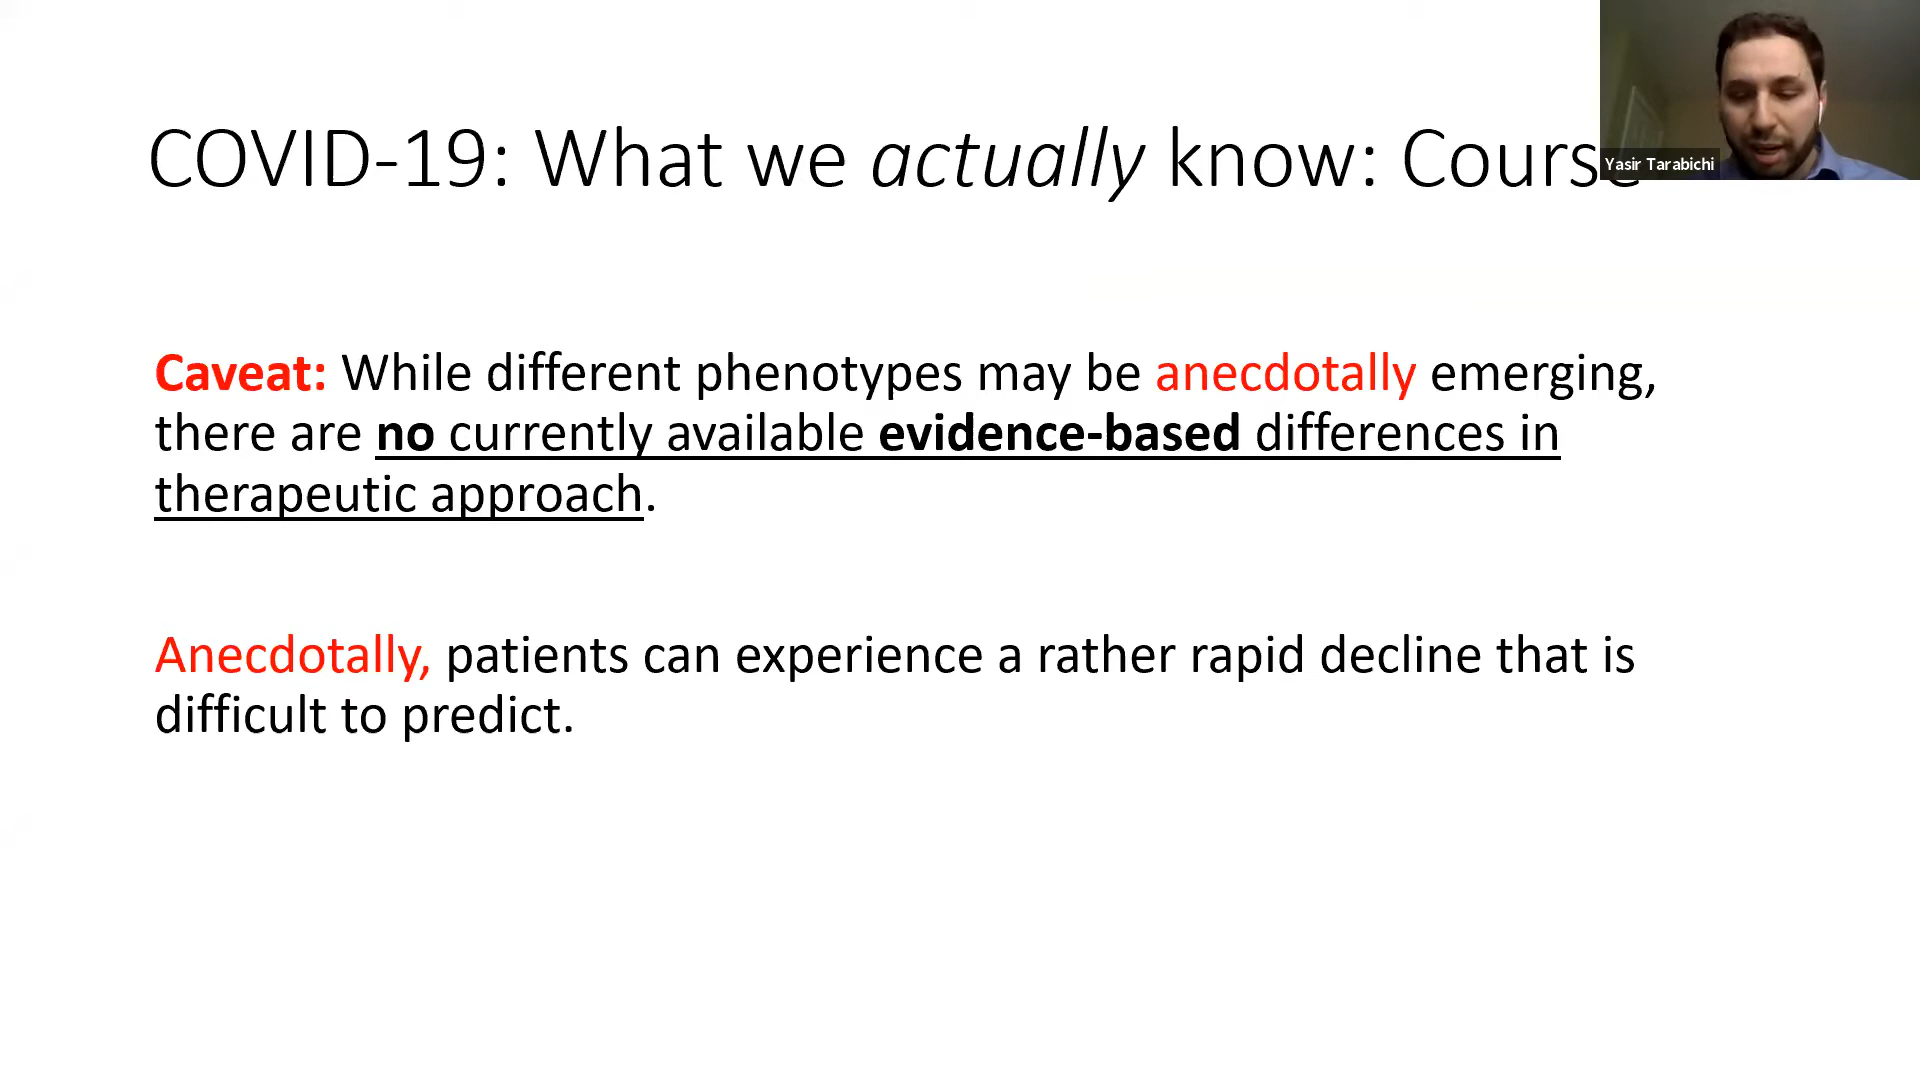 COVID-19: What we actually know: Course
Yasir Tarabichi
Caveat: While different phenotypes may be anecdotally emerging,
there are no currently available evidence-based differences in
therapeutic approach.
Anecdotally, patients can experience a rather rapid decline that is
difficult to predict.